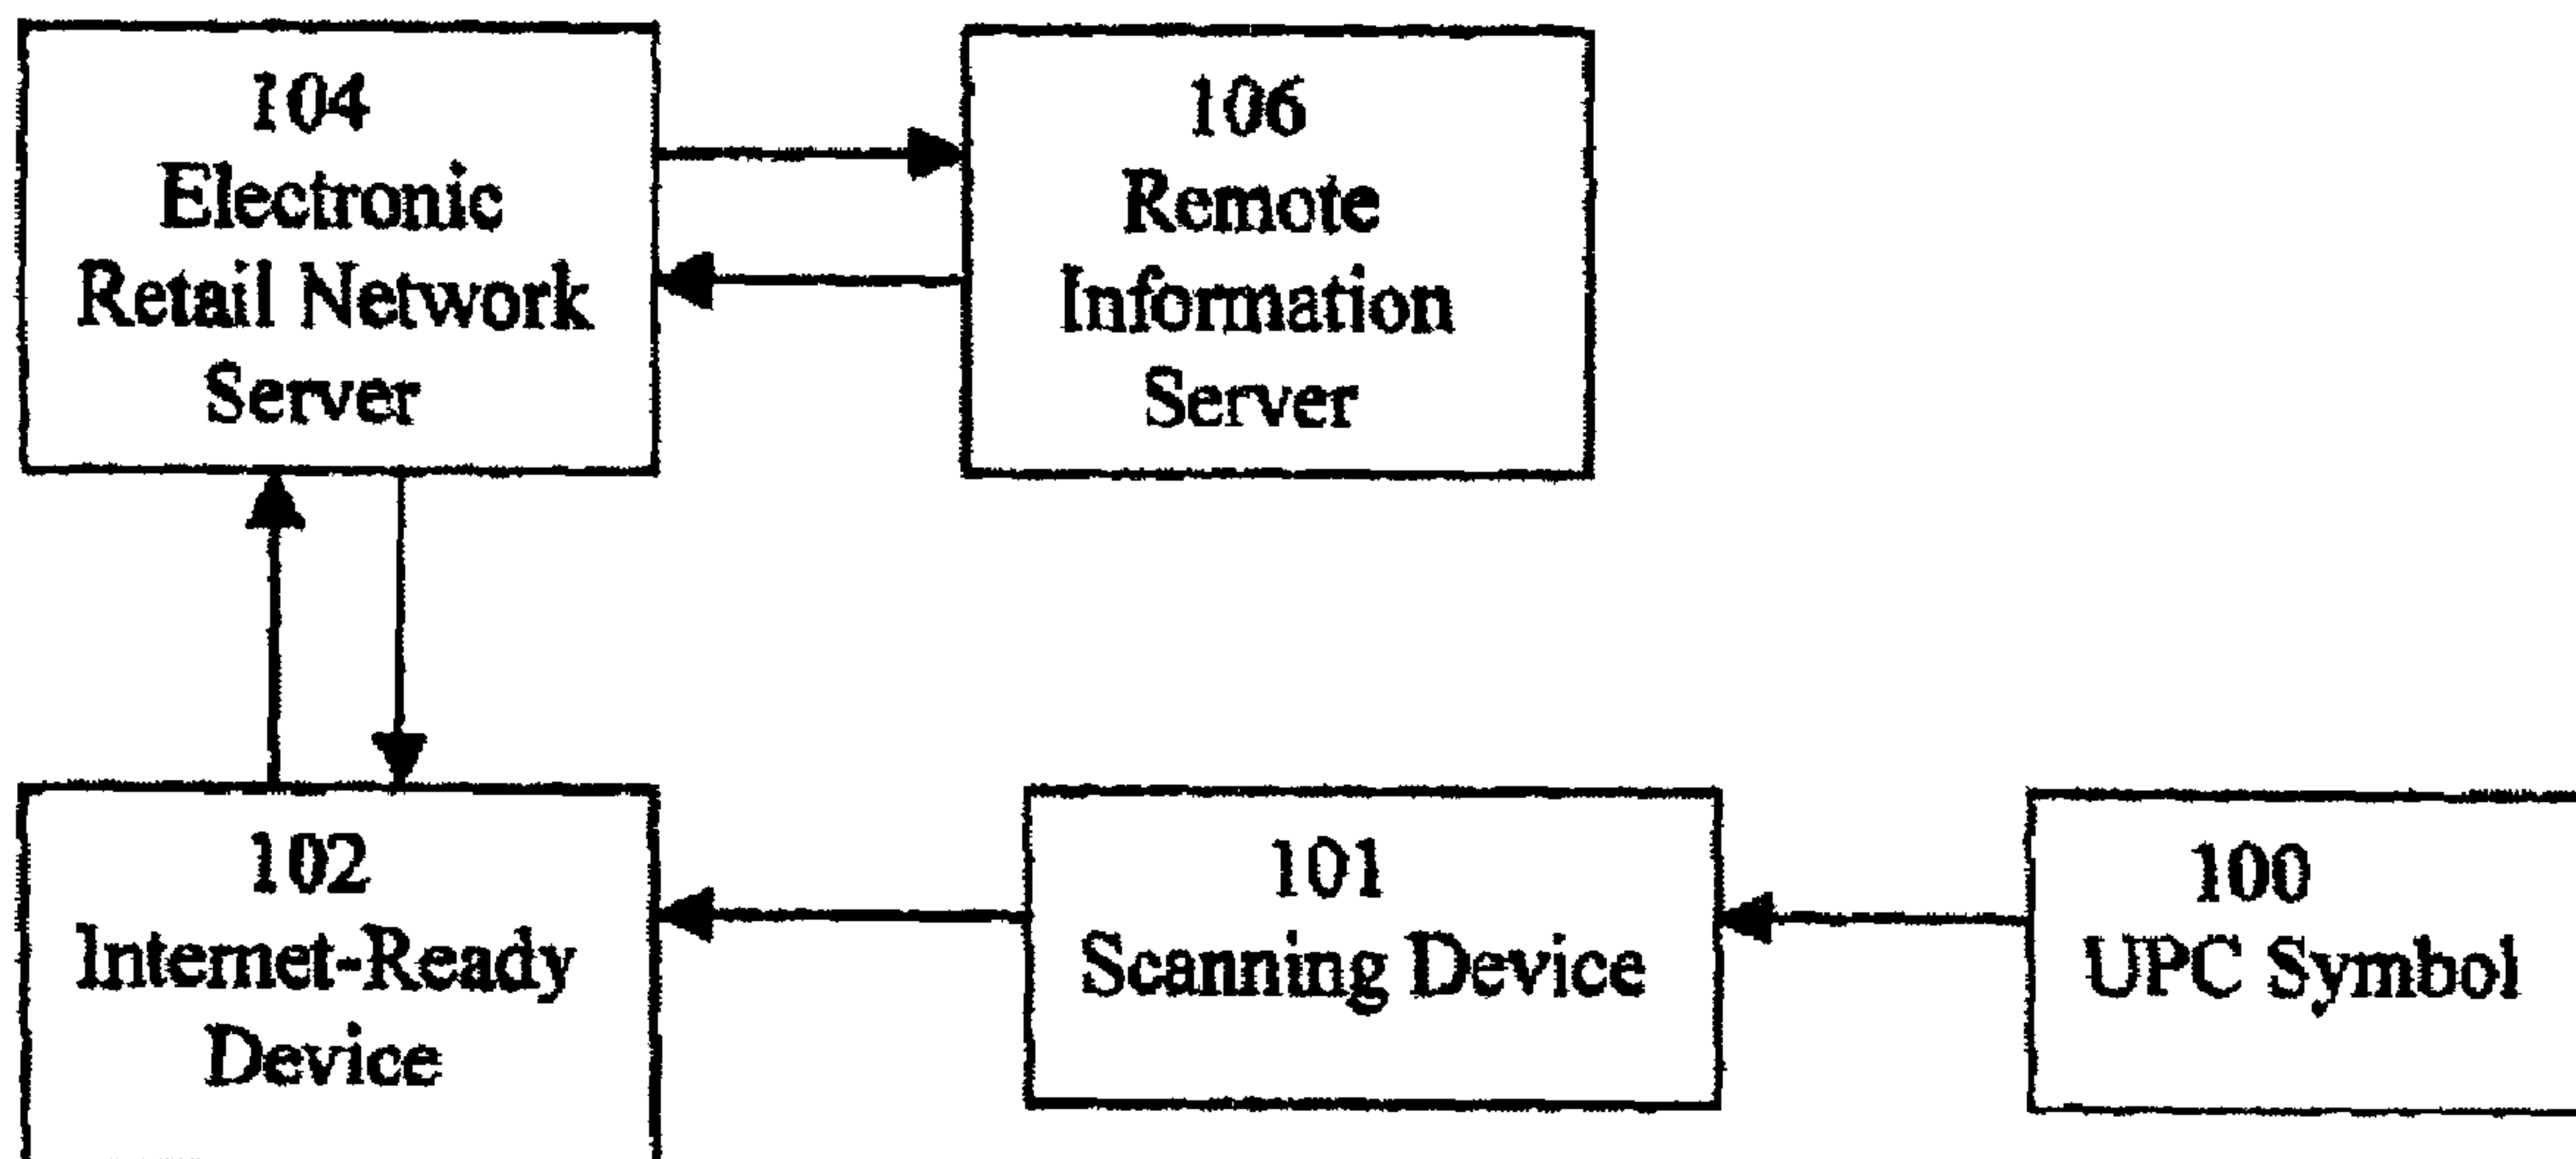 104
Electronic
Retail Network
Server
106
Remote
Information
Server
102
Internet-Ready
Device
101
Scanning Device
100
UPC Symbol